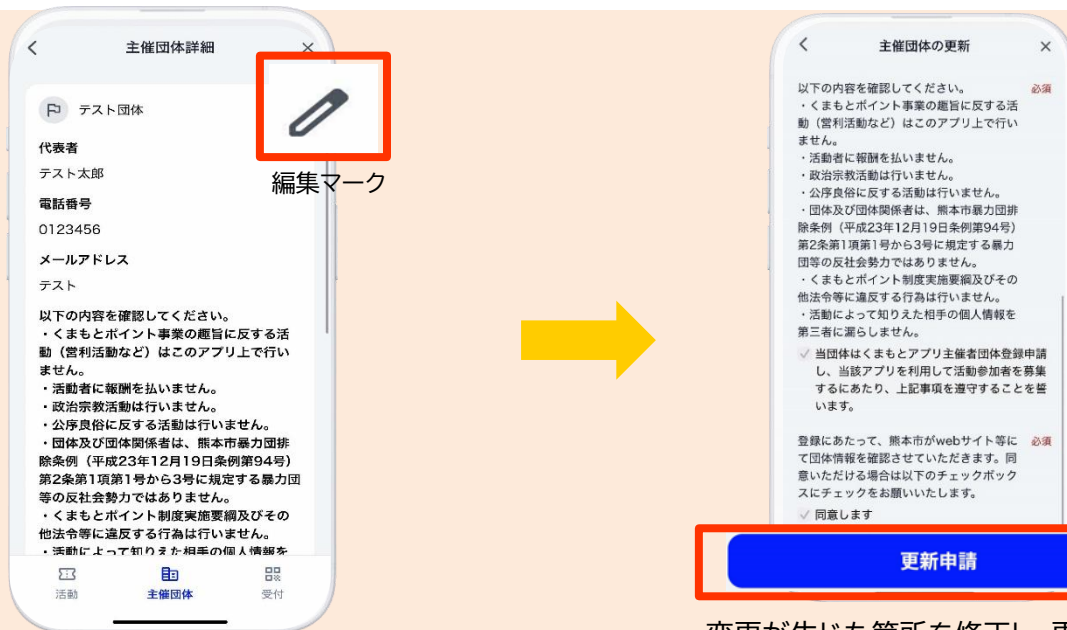 主催団体詳細
テスト団体
代表者
テスト太郎
電話番号
0123456
メールアドレス
テスト
以下の内容を確認してください。
・くまもとポイント事業の趣旨に反する活
動（営利活動など）はこのアプリ上で行い
ません。
・活動者に報酬を払いません。
・政治宗教活動は行いません。
・公序良俗に反する活動は行いません。
・団体及び団体関係者は、熊本市暴力団排
除条例（平成23年12月19日条例第94号）
第2条第1項第1号から3号に規定する暴力団
等の反社会勢力ではありません。
・くまもとポイント制度実施要綱及びその
他法令等に違反する行為は行いません。
・活動によって知りえた相手の個人情報を
活動
主催団体
受付
編集マーク
主催団体の更新
以下の内容を確認してください。 必須
・くまもとポイント事業の趣旨に反する活
動（営利活動など）はこのアプリ上で行い
ません。
・活動者に報酬を払いません。
・政治宗教活動は行いません。
・公序良俗に反する活動は行いません。
・団体及び団体関係者は、熊本市暴力団排
除条例（平成23年12月19日条例第94号）
第2条第1項第1号から3号に規定する暴力
団等の反社会勢力ではありません。
・くまもとポイント制度実施要綱及びその
他法令等に違反する行為は行いません。
・活動によって知りえた相手の個人情報を
第三者に漏らしません。
当団体はくまもとアプリ主催者団体登録申請
し、当該アプリを利用して活動参加者を募集
するにあたり、上記事項を遵守することを誓
います。
登録にあたって、熊本市がwebサイト等に 必須
て団体情報を確認させていただきます。同
意いただける場合は以下のチェックボック
スにチェックをお願いいたします。
同意します
更新申請
変更が生じた箇所を修正し、